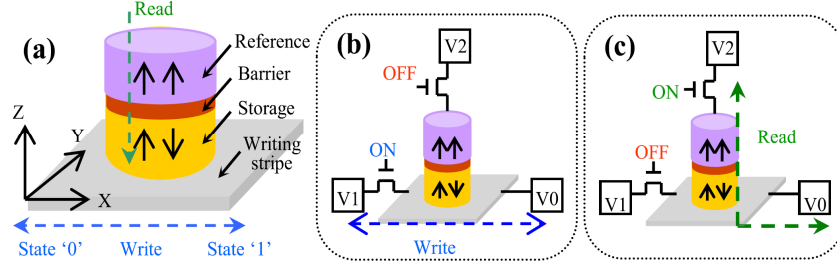 (a)
Read
Reference
Barrier
Storage
Writing
stripe
Z
Y
X
State ‘0’ Write State ‘1’
(b)
V2
OFF
ON
V1
V0
Write
(c)
V2
ON
Read
OFF
V1
V0